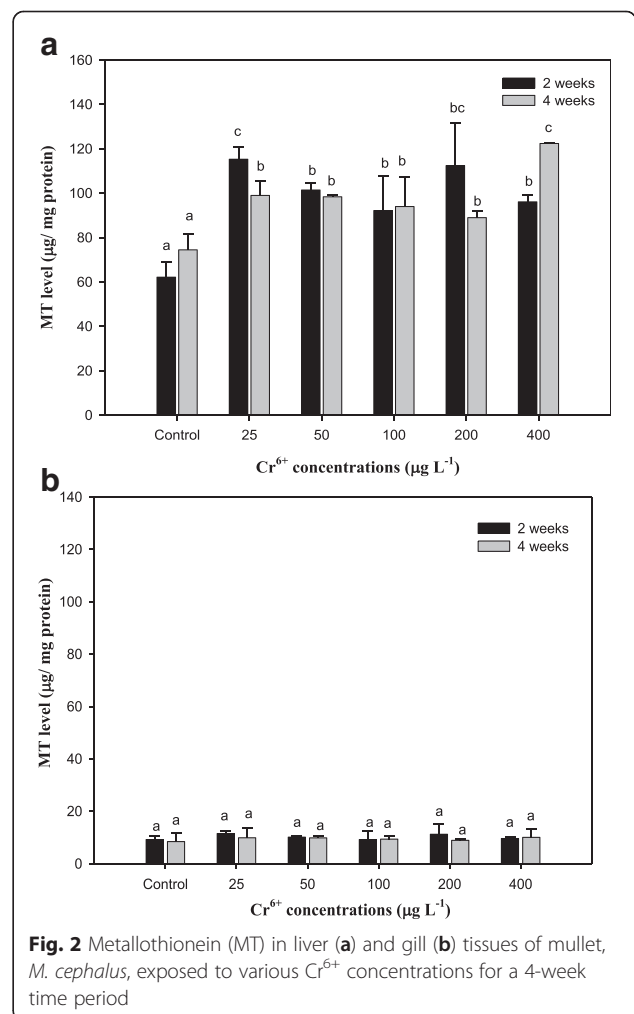 a
160
140
120
100
80
60
40
20
0
MT level (µg/ mg protein)
2 weeks
4 weeks
a a c b b b b b bc b b c
Control 25 50 100 200 400
Cr⁶⁺ concentrations (µg L⁻¹)
b
140
120
100
80
60
40
20
0
MT level (µg/ mg protein)
2 weeks
4 weeks
a a a a a a a a a a a a
Control 25 50 100 200 400
Cr⁶⁺ concentrations (µg L⁻¹)
Fig. 2 Metallothionein (MT) in liver (a) and gill (b) tissues of mullet,
M. cephalus, exposed to various Cr⁶⁺ concentrations for a 4-week
time period